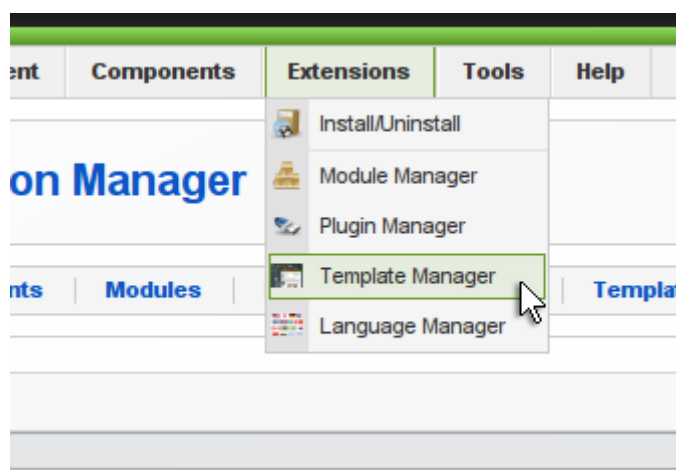 ent Components Extensions Tools Help
Install/Uninstall
on Manager
Module Manager
Plugin Manager
Template Manager
nts Modules Templa
Language Manager